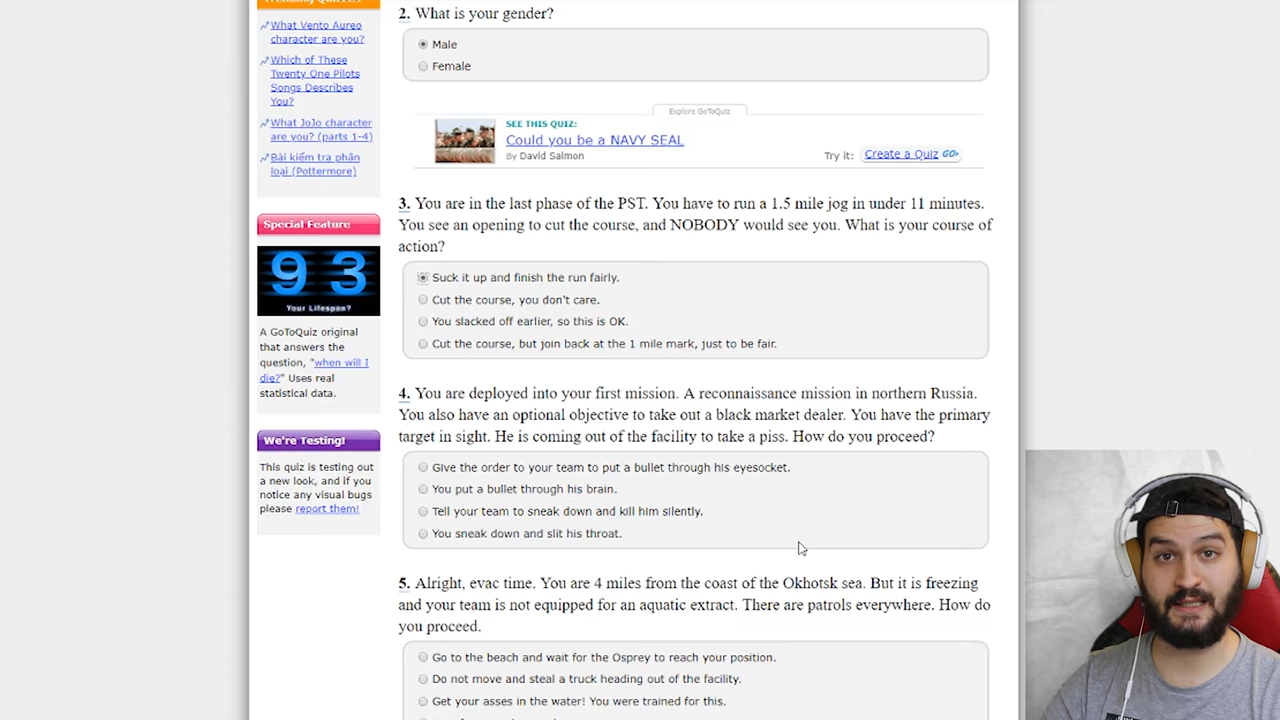 Trending Quizzes
What Vento Aureo
character are you?
Which of These
Twenty One Pilots
Songs Describes
You?
What JoJo character
are you? (parts 1-4)
Bài kiểm tra phân
loại (Pottermore)
Special Feature
93
Your Lifespan?
A GoToQuiz original
that answers the
question, "when will I
die?" Uses real
statistical data.
We're Testing!
This quiz is testing out
a new look, and if you
notice any visual bugs
please report them!
2. What is your gender?
Male
Female
Explore GoToQuiz
SEE THIS QUIZ:
Could you be a NAVY SEAL
By David Salmon
Try it: Create a Quiz GO>
3. You are in the last phase of the PST. You have to run a 1.5 mile jog in under 11 minutes.
You see an opening to cut the course, and NOBODY would see you. What is your course of
action?
Suck it up and finish the run fairly.
Cut the course, you don't care.
You slacked off earlier, so this is OK.
Cut the course, but join back at the 1 mile mark, just to be fair.
4. You are deployed into your first mission. A reconnaissance mission in northern Russia.
You also have an optional objective to take out a black market dealer. You have the primary
target in sight. He is coming out of the facility to take a piss. How do you proceed?
Give the order to your team to put a bullet through his eyesocket.
You put a bullet through his brain.
Tell your team to sneak down and kill him silently.
You sneak down and slit his throat.
5. Alright, evac time. You are 4 miles from the coast of the Okhotsk sea. But it is freezing
and your team is not equipped for an aquatic extract. There are patrols everywhere. How do
you proceed.
Go to the beach and wait for the Osprey to reach your position.
Do not move and steal a truck heading out of the facility.
Get your asses in the water! You were trained for this.